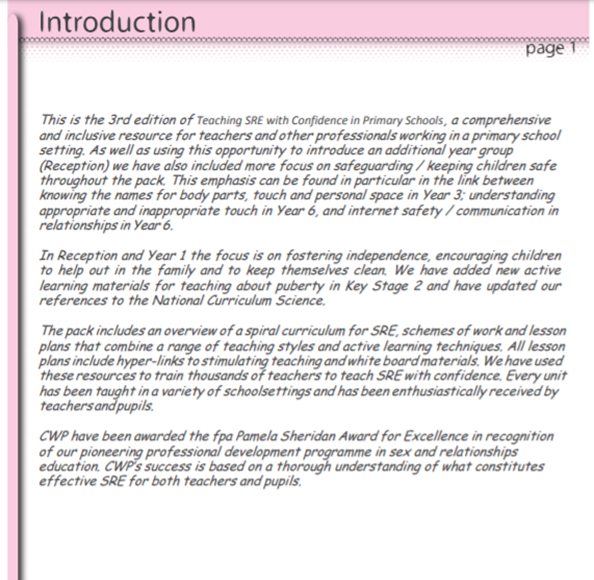 Introduction
page 1
This is the 3rd edition of Teaching SRE with Confidence in Primary Schools, a comprehensive
and inclusive resource for teachers and other professionals working in a primary school
setting. As well as using this opportunity to introduce an additional year group
(Reception) we have also included more focus on safeguarding / keeping children safe
throughout the pack. This emphasis can be found in particular in the link between
knowing the names for body parts, touch and personal space in Year 3; understanding
appropriate and inappropriate touch in Year 6, and internet safety / communication in
relationships in Year 6.
In Reception and Year 1 the focus is on fostering independence, encouraging children
to help out in the family and to keep themselves clean. We have added new active
learning materials for teaching about puberty in Key Stage 2 and have updated our
references to the National Curriculum Science.
The pack includes an overview of a spiral curriculum for SRE, schemes of work and lesson
plans that combine a range of teaching styles and active learning techniques. All lesson
plans include hyper-links to stimulating teaching and white board materials. We have used
these resources to train thousands of teachers to teach SRE with confidence. Every unit
has been taught in a variety of schoolsettings and has been enthusiastically received by
teachersandpupils.
CWP have been awarded the fpa Pamela Sheridan Award for Excellence in recognition
of our pioneering professional development programme in sex and relationships
education. CWP's success is based on a thorough understanding of what constitutes
effective SRE for both teachers and pupils.